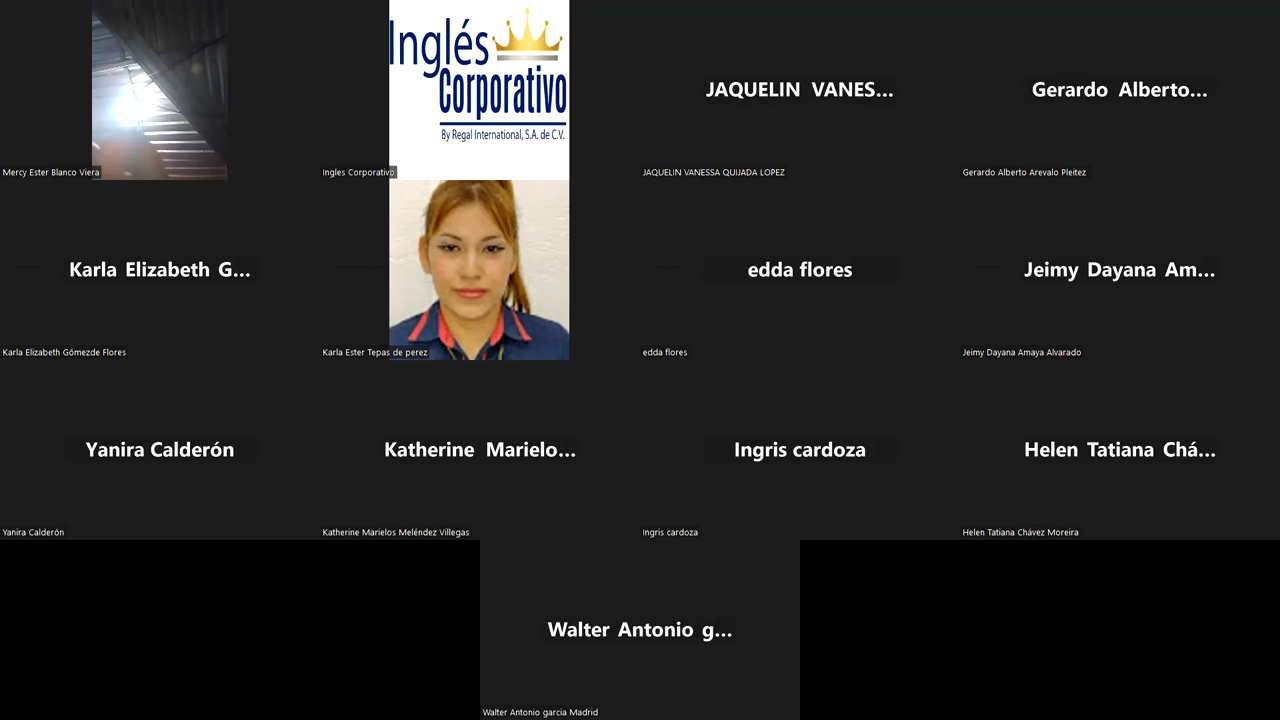 Inglés
Corporativo
By Regal International, S.A. de C.V.
JAQUELIN VANES...
Gerardo Alberto...
Mercy Ester Blanco Viera
Ingles Corporativo
JAQUELIN VANESSA QUIJADA LOPEZ
Gerardo Alberto Arevalo Pleitez
Karla Elizabeth G...
edda flores
Jeimy Dayana Am...
Karla Elizabeth Gómezde Flores
Karla Ester Tepas de perez
edda flores
Jeimy Dayana Amaya Alvarado
Yanira Calderón
Katherine Marielo...
Ingris cardoza
Helen Tatiana Chá...
Yanira Calderón
Katherine Marielos Meléndez Villegas
Ingris cardoza
Helen Tatiana Chávez Moreira
Walter Antonio g...
Walter Antonio garcia Madrid